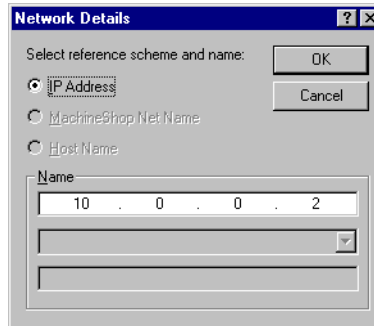 Network Details
Select reference scheme and name:
OK
IP Address
Cancel
MachineShop Net Name
Host Name
Name
10 . 0 . 0 . 2